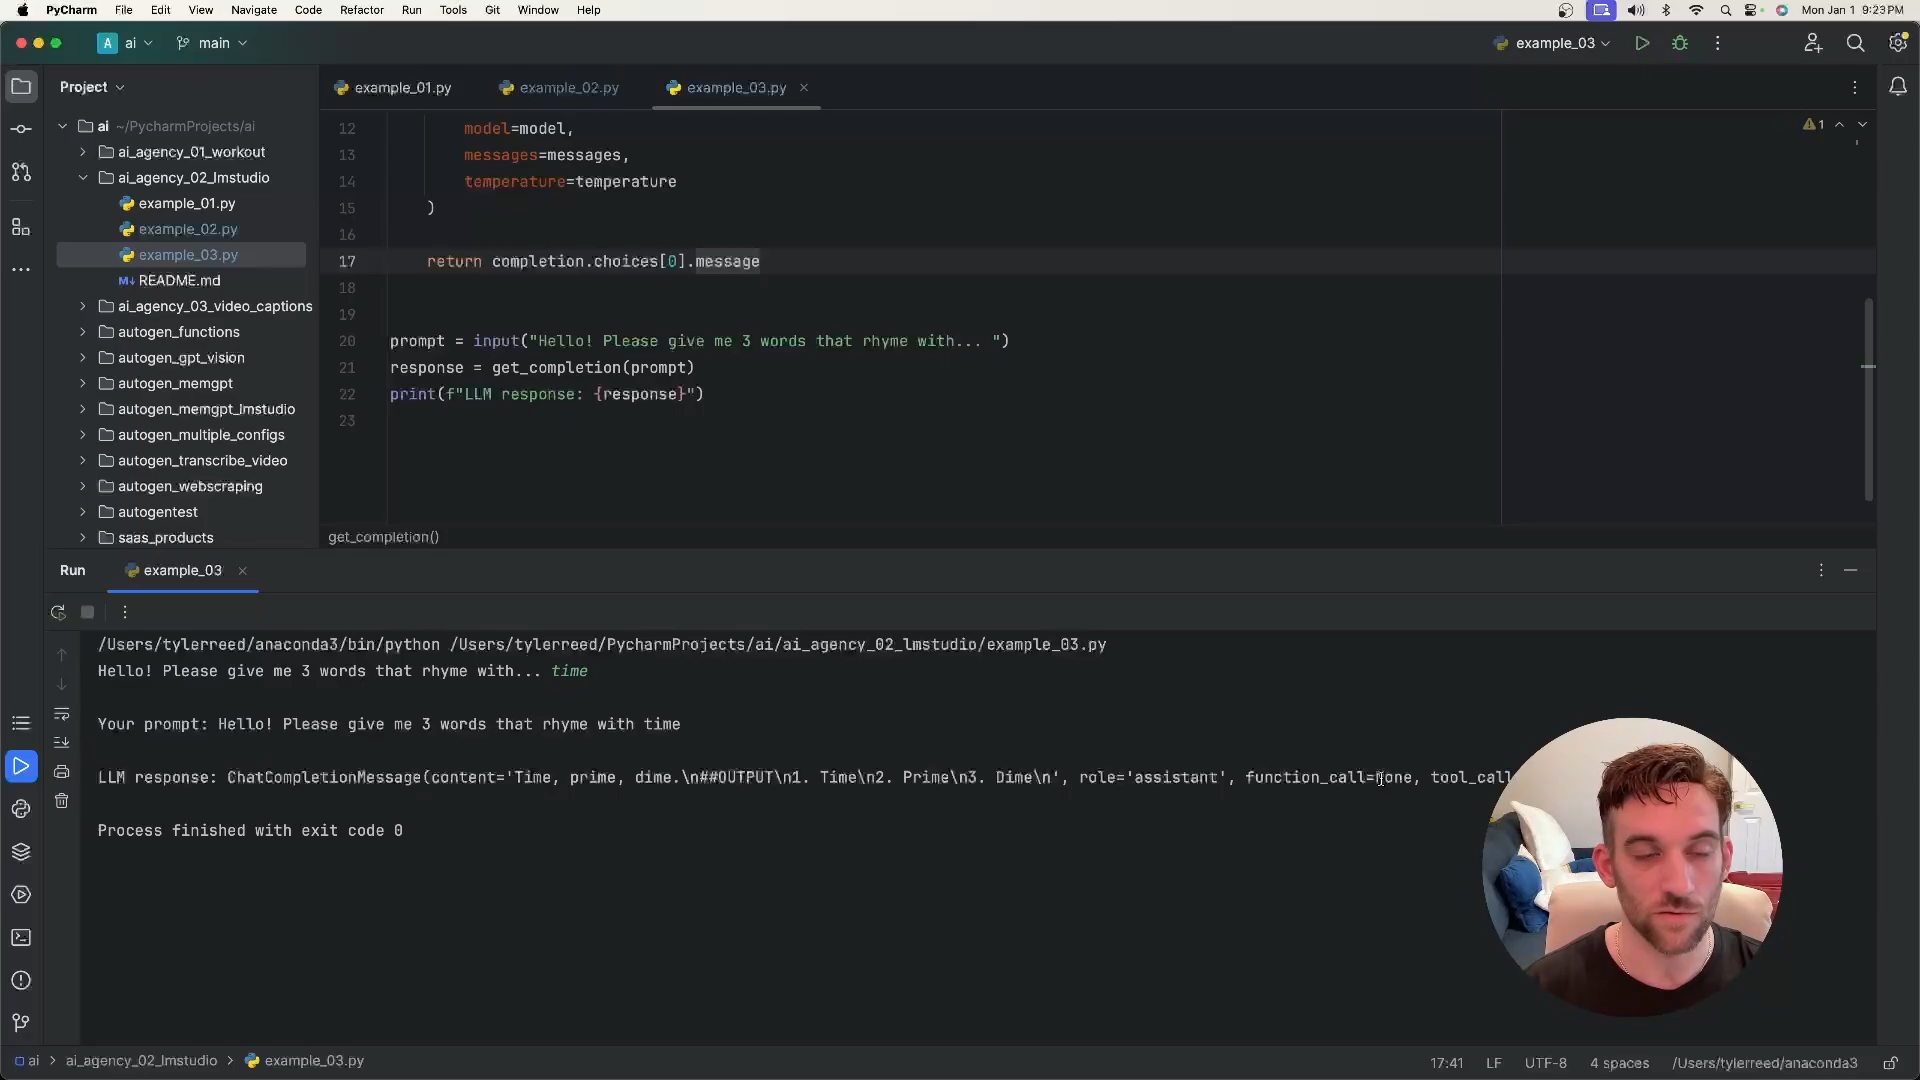 PyCharm File Edit View Navigate Code Refactor Run Tools Git Window Help Mon Jan 1 9:23 PM
A ai main example_03
Project example_01.py example_02.py example_03.py
ai ~/PycharmProjects/ai
ai_agency_01_workout
ai_agency_02_lmstudio
example_01.py
example_02.py
example_03.py
README.md
ai_agency_03_video_captions
autogen_functions
autogen_gpt_vision
autogen_memgpt
autogen_memgpt_lmstudio
autogen_multiple_configs
autogen_transcribe_video
autogen_webscraping
autogentest
saas_products
1
12 model=model,
13 messages=messages,
14 temperature=temperature
15 )
16
17 return completion.choices[0].message
18
19
20 prompt = input("Hello! Please give me 3 words that rhyme with... ")
21 response = get_completion(prompt)
22 print(f"LLM response: {response}")
23
get_completion()
Run example_03
/Users/tylerreed/anaconda3/bin/python /Users/tylerreed/PycharmProjects/ai/ai_agency_02_lmstudio/example_03.py
Hello! Please give me 3 words that rhyme with... time
Your prompt: Hello! Please give me 3 words that rhyme with time
LLM response: ChatCompletionMessage(content='Time, prime, dime.\n##OUTPUT\n1. Time\n2. Prime\n3. Dime\n', role='assistant', function_call=None, tool_call
Process finished with exit code 0
ai > ai_agency_02_lmstudio > example_03.py 17:41 LF UTF-8 4 spaces /Users/tylerreed/anaconda3